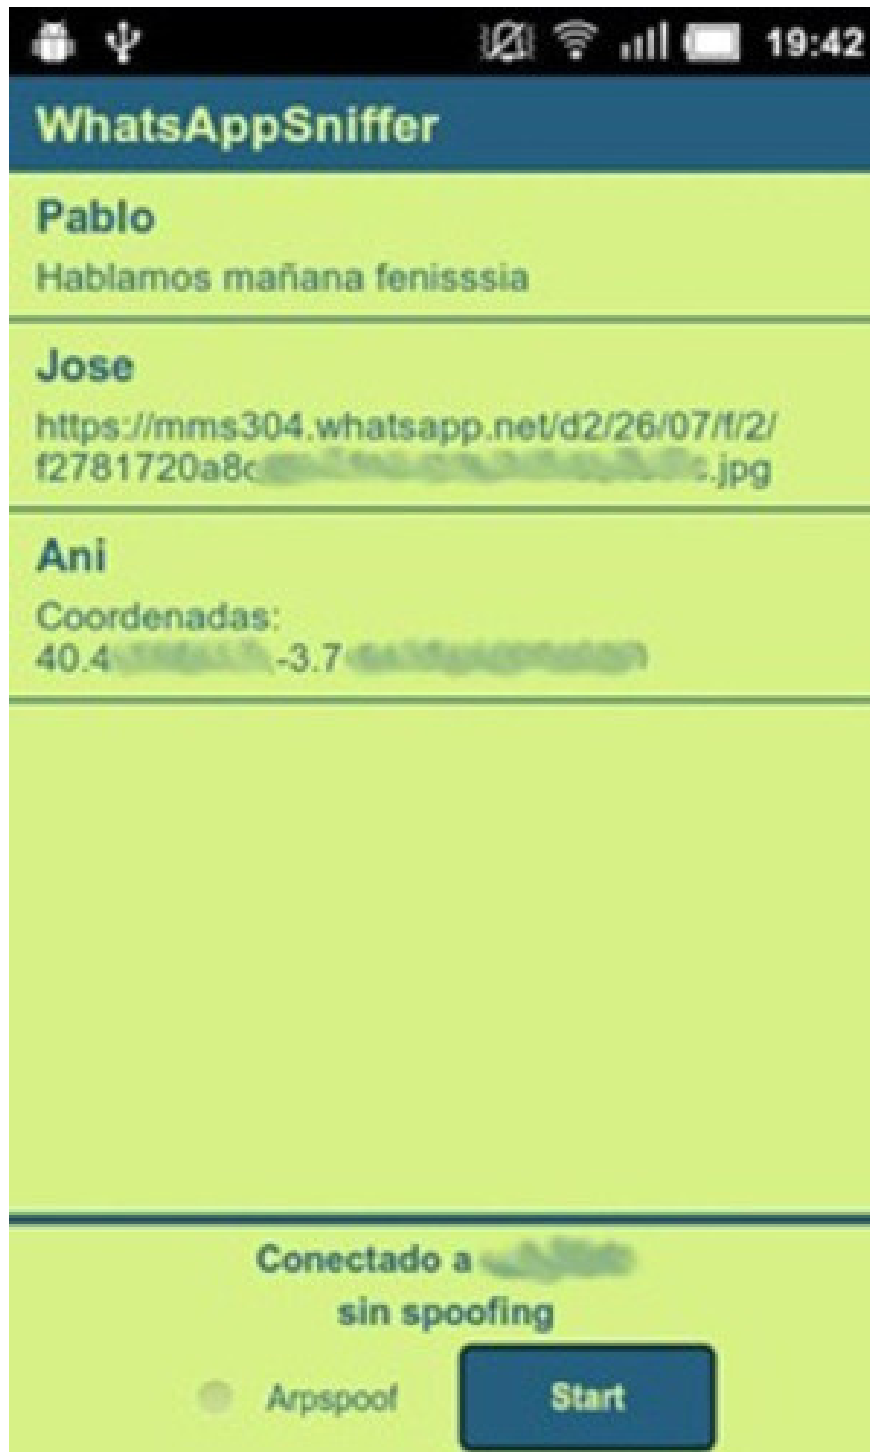 19:42
WhatsAppSniffer
Pablo
Hablamos mañana fenisssia
Jose
https://mms304.whatsapp.net/d2/26/07/f/2/
f2781720a8c .jpg
Ani
Coordenadas:
40.4 ,-3.7
Conectado a
sin spoofing
Arpspoof
Start